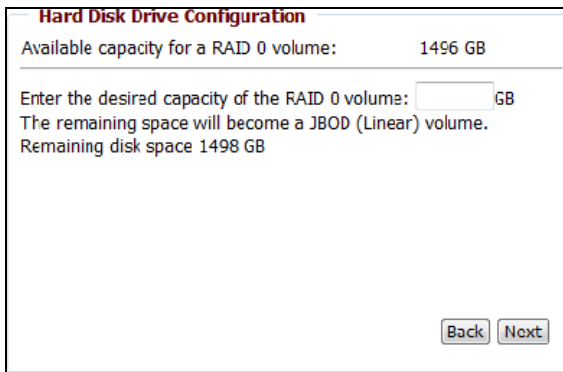 Hard Disk Drive Configuration
Available capacity for a RAID 0 volume: 1496 GB
Enter the desired capacity of the RAID 0 volume: GB
The remaining space will become a JBOD (Linear) volume.
Remaining disk space 1498 GB
Back Next